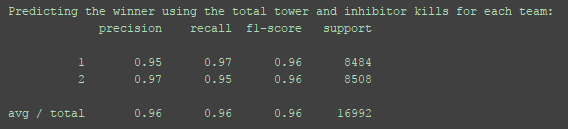 Predicting the winner using the total tower and inhibitor kills for each team:
precision recall f1-score support
1 0.95 0.97 0.96 8484
2 0.97 0.95 0.96 8508
avg / total 0.96 0.96 0.96 16992